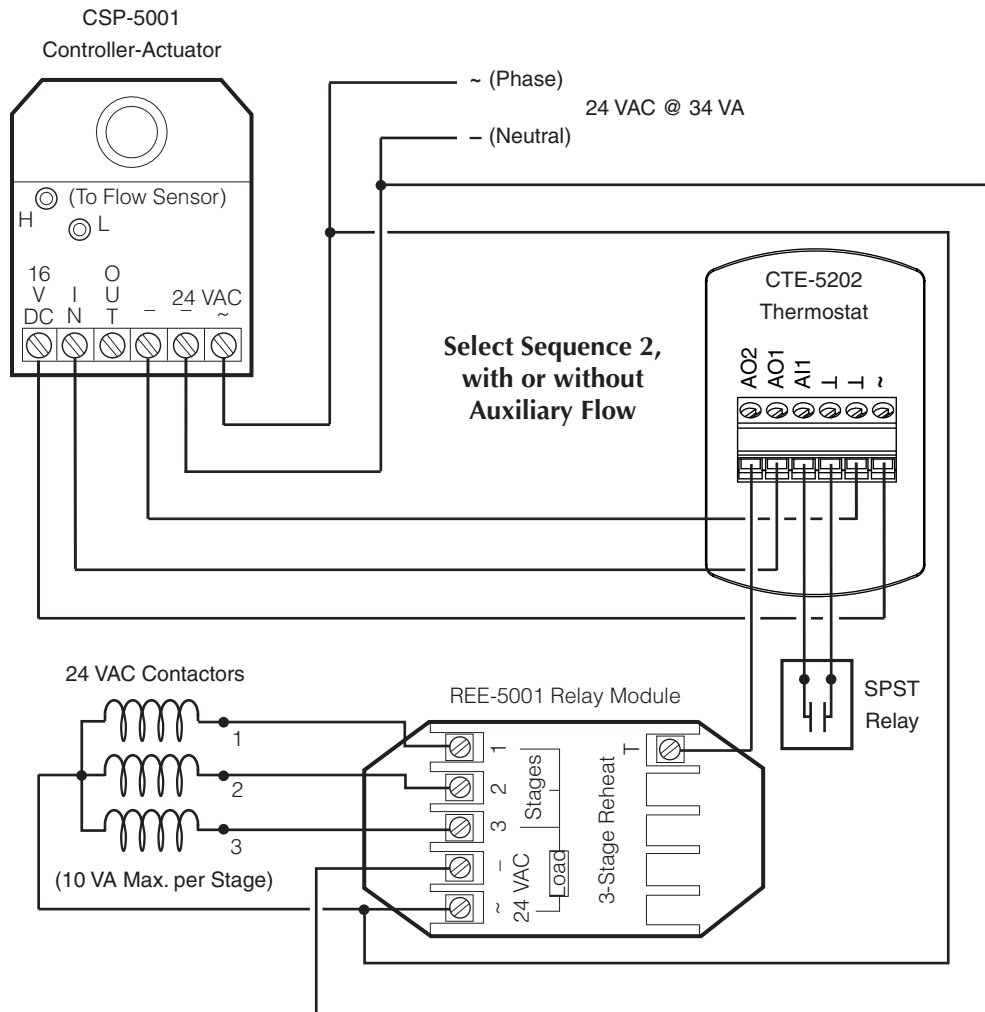 CSP-5001
Controller-Actuator
~ (Phase)
24 VAC @ 34 VA
– (Neutral)
(To Flow Sensor)
H
L
16
V
DC
I
N
O
U
T
–
–
24 VAC
~
CTE-5202
Thermostat
AO2
AO1
AI1
⊥
⊥
~
Select Sequence 2,
with or without
Auxiliary Flow
24 VAC Contactors
1
2
3
(10 VA Max. per Stage)
REE-5001 Relay Module
1
2
3
–
~
Stages
24 VAC
Load
3-Stage Reheat
T
SPST
Relay